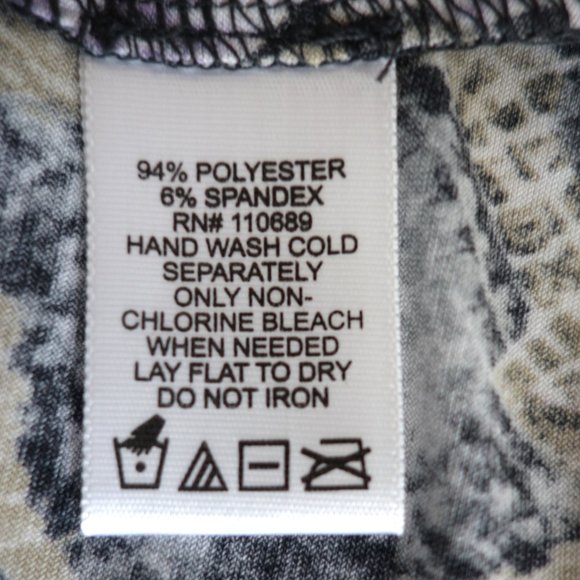 94% POLYESTER
6% SPANDEX
RN# 110689
HAND WASH COLD
SEPARATELY
ONLY NON-
CHLORINE BLEACH
WHEN NEEDED
LAY FLAT TO DRY
DO NOT IRON